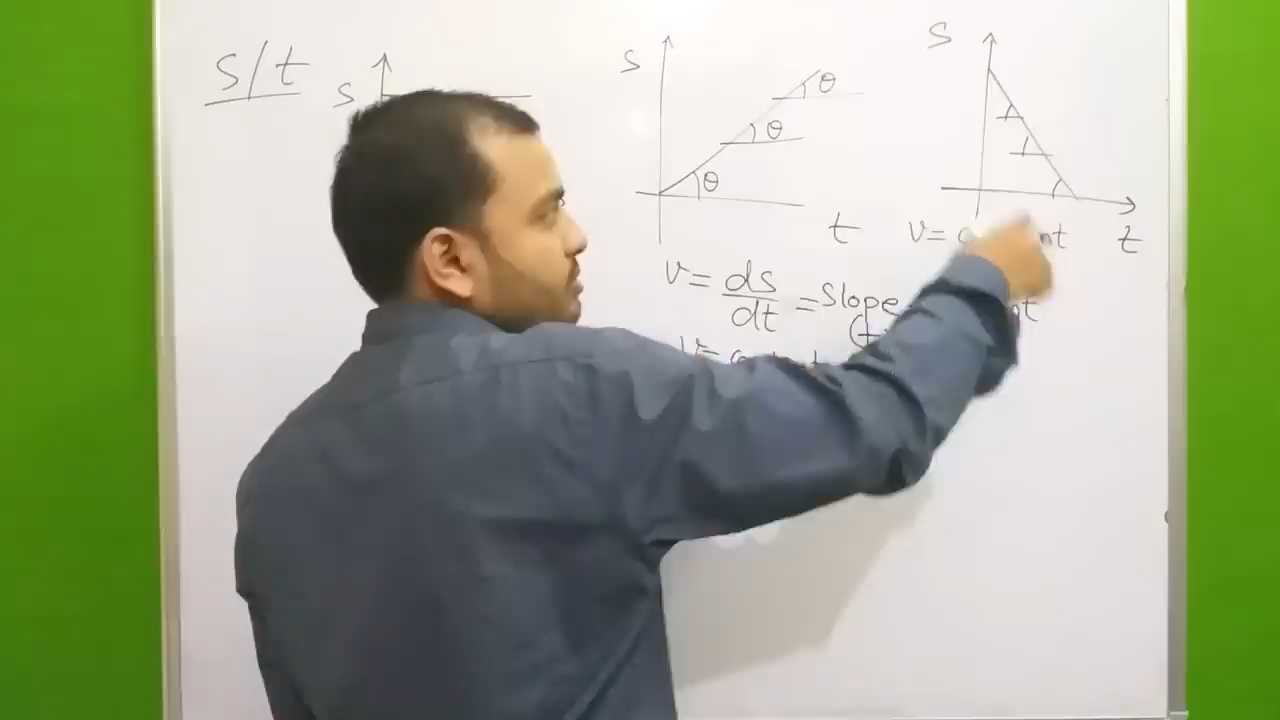 s/t
s
s
θ
θ
θ
t
s
t
v=
v = ds/dt = Slope
v=